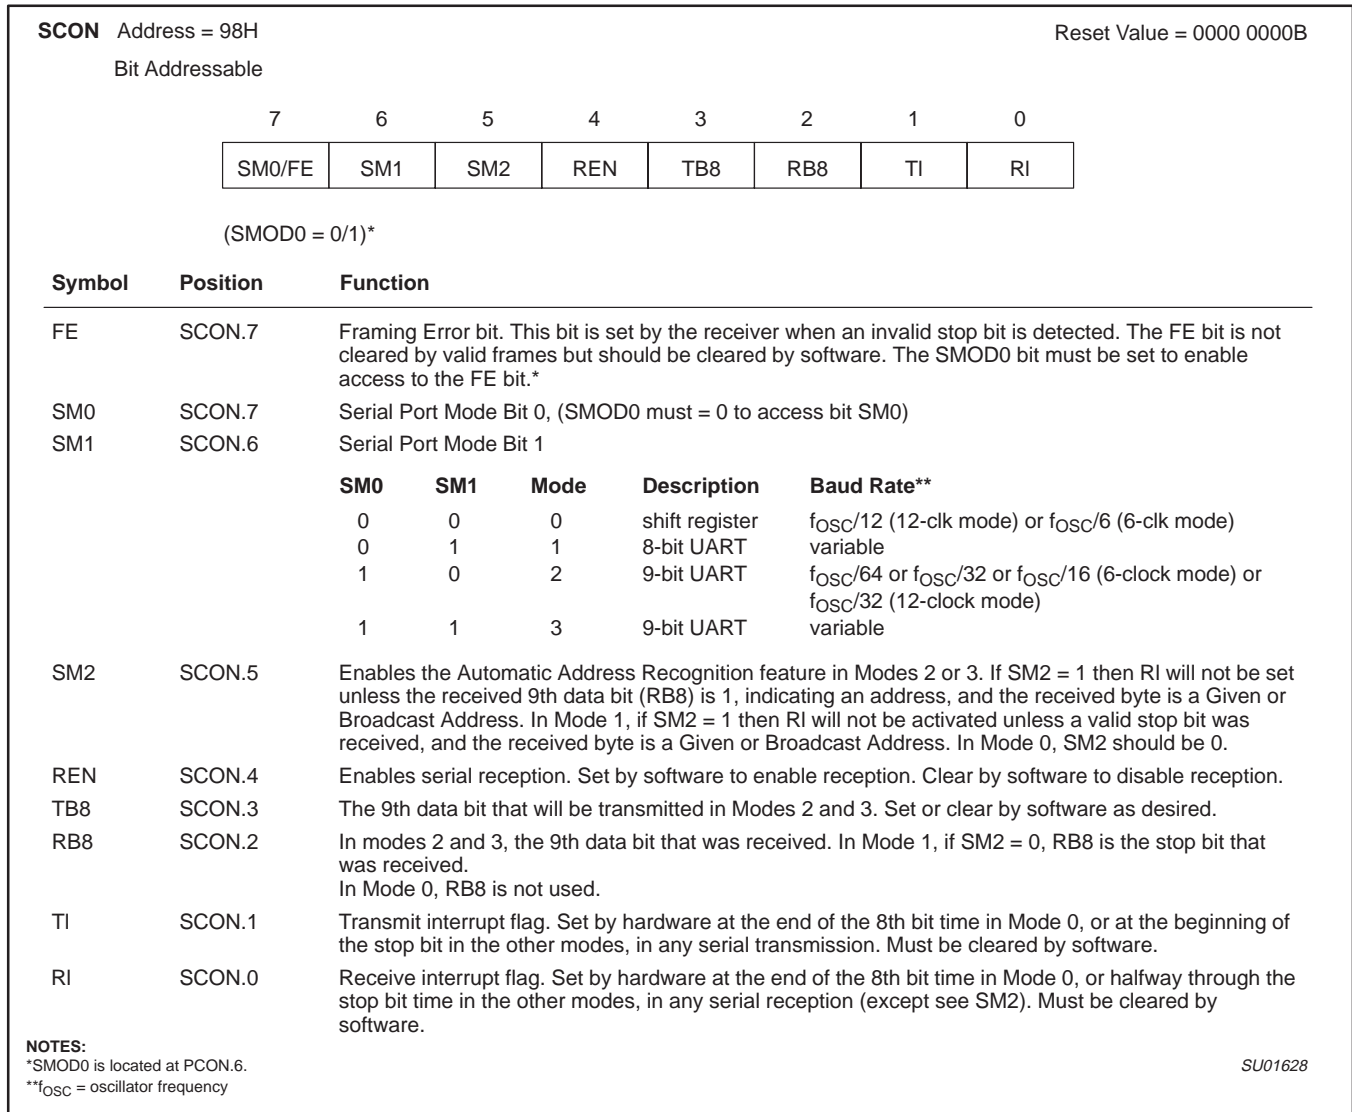 SCON Address = 98H Reset Value = 0000 0000B
Bit Addressable
7 6 5 4 3 2 1 0
SM0/FE SM1 SM2 REN TB8 RB8 TI RI
(SMOD0 = 0/1)*
Symbol Position Function
FE SCON.7 Framing Error bit. This bit is set by the receiver when an invalid stop bit is detected. The FE bit is not
cleared by valid frames but should be cleared by software. The SMOD0 bit must be set to enable
access to the FE bit.*
SM0 SCON.7 Serial Port Mode Bit 0, (SMOD0 must = 0 to access bit SM0)
SM1 SCON.6 Serial Port Mode Bit 1
SM0 SM1 Mode Description Baud Rate**
0 0 0 shift register fOSC/12 (12-clk mode) or fOSC/6 (6-clk mode)
0 1 1 8-bit UART variable
1 0 2 9-bit UART fOSC/64 or fOSC/32 or fOSC/16 (6-clock mode) or
fOSC/32 (12-clock mode)
1 1 3 9-bit UART variable
SM2 SCON.5 Enables the Automatic Address Recognition feature in Modes 2 or 3. If SM2 = 1 then RI will not be set
unless the received 9th data bit (RB8) is 1, indicating an address, and the received byte is a Given or
Broadcast Address. In Mode 1, if SM2 = 1 then RI will not be activated unless a valid stop bit was
received, and the received byte is a Given or Broadcast Address. In Mode 0, SM2 should be 0.
REN SCON.4 Enables serial reception. Set by software to enable reception. Clear by software to disable reception.
TB8 SCON.3 The 9th data bit that will be transmitted in Modes 2 and 3. Set or clear by software as desired.
RB8 SCON.2 In modes 2 and 3, the 9th data bit that was received. In Mode 1, if SM2 = 0, RB8 is the stop bit that
was received.
In Mode 0, RB8 is not used.
TI SCON.1 Transmit interrupt flag. Set by hardware at the end of the 8th bit time in Mode 0, or at the beginning of
the stop bit in the other modes, in any serial transmission. Must be cleared by software.
RI SCON.0 Receive interrupt flag. Set by hardware at the end of the 8th bit time in Mode 0, or halfway through the
stop bit time in the other modes, in any serial reception (except see SM2). Must be cleared by
software.
NOTES:
*SMOD0 is located at PCON.6. SU01628
**fOSC = oscillator frequency